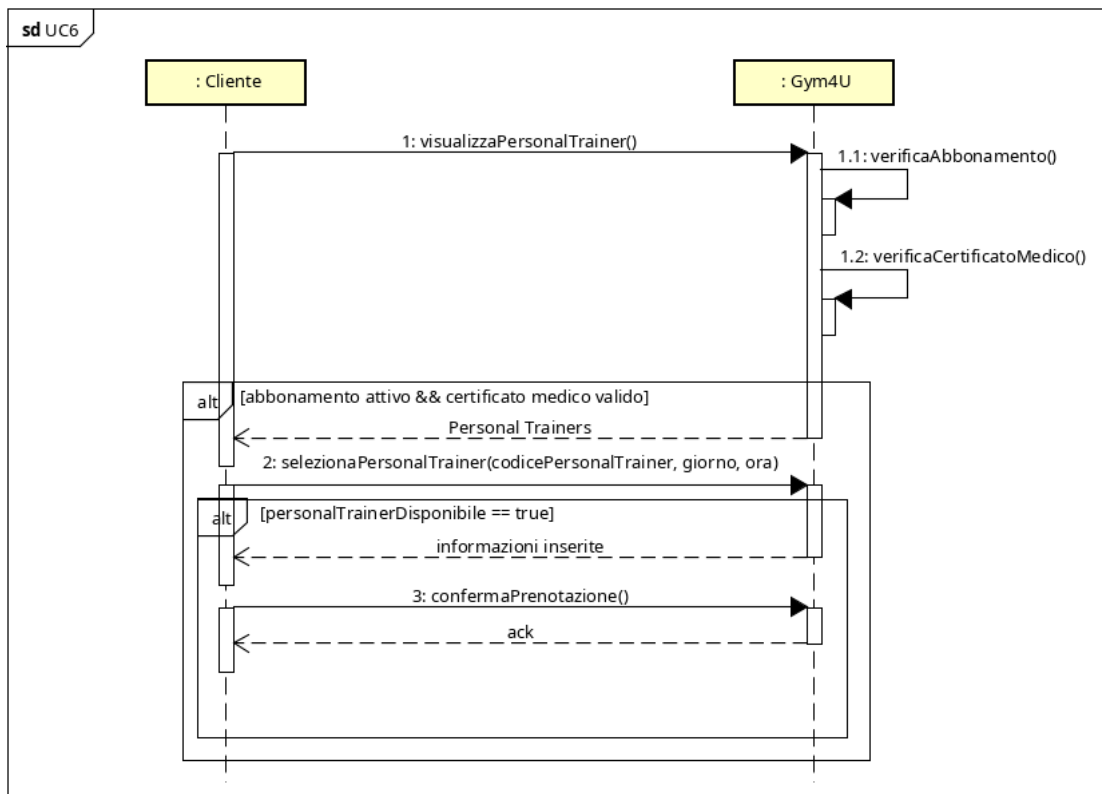 sd UC6
: Cliente
: Gym4U
1: visualizzaPersonalTrainer()
1.1: verificaAbbonamento()
1.2: verificaCertificatoMedico()
alt
[abbonamento attivo && certificato medico valido]
Personal Trainers
2: selezionaPersonalTrainer(codicePersonalTrainer, giorno, ora)
alt
[personalTrainerDisponibile == true]
informazioni inserite
3: confermaPrenotazione()
ack